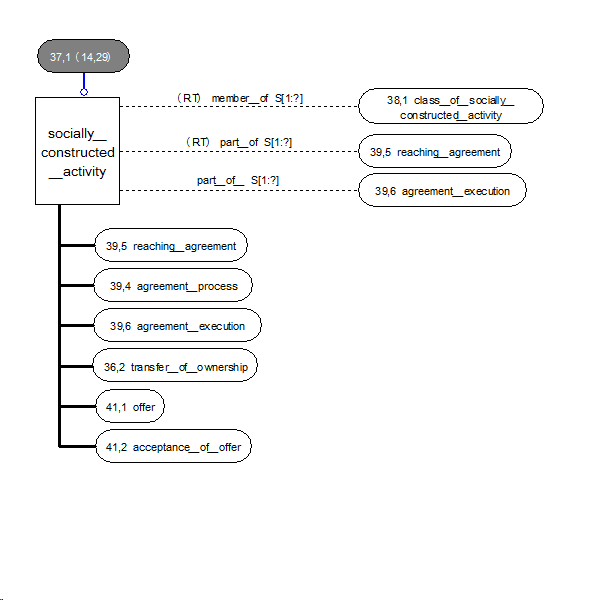 37,1 (14,29)
(RT) member__of S[1:?]
38,1 class__of__socially__
constructed__activity
socially__
constructed
__activity
(RT) part__of S[1:?]
39,5 reaching__agreement
part__of__ S[1:?]
39,6 agreement__execution
39,5 reaching__agreement
39,4 agreement__process
39,6 agreement__execution
36,2 transfer__of__ownership
41,1 offer
41,2 acceptance__of__offer